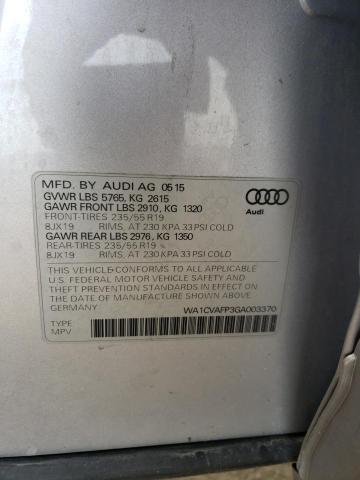 MFD. BY AUDI AG 05 15
GVWR LBS 5765, KG 2615
GAWR FRONT LBS 2910, KG 1320
FRONT-TIRES 235/55 R19
8JX19 RIMS, AT 230 KPA 33 PSI COLD
GAWR REAR LBS 2976, KG 1350
REAR-TIRES 235/55 R19
8JX19 RIMS, AT 230 KPA 33 PSI COLD
Audi
THIS VEHICLE CONFORMS TO ALL APPLICABLE
U.S. FEDERAL MOTOR VEHICLE SAFETY AND
THEFT PREVENTION STANDARDS IN EFFECT ON
THE DATE OF MANUFACTURE SHOWN ABOVE
GERMANY
WA1CVAFP3GA003370
TYPE
MPV